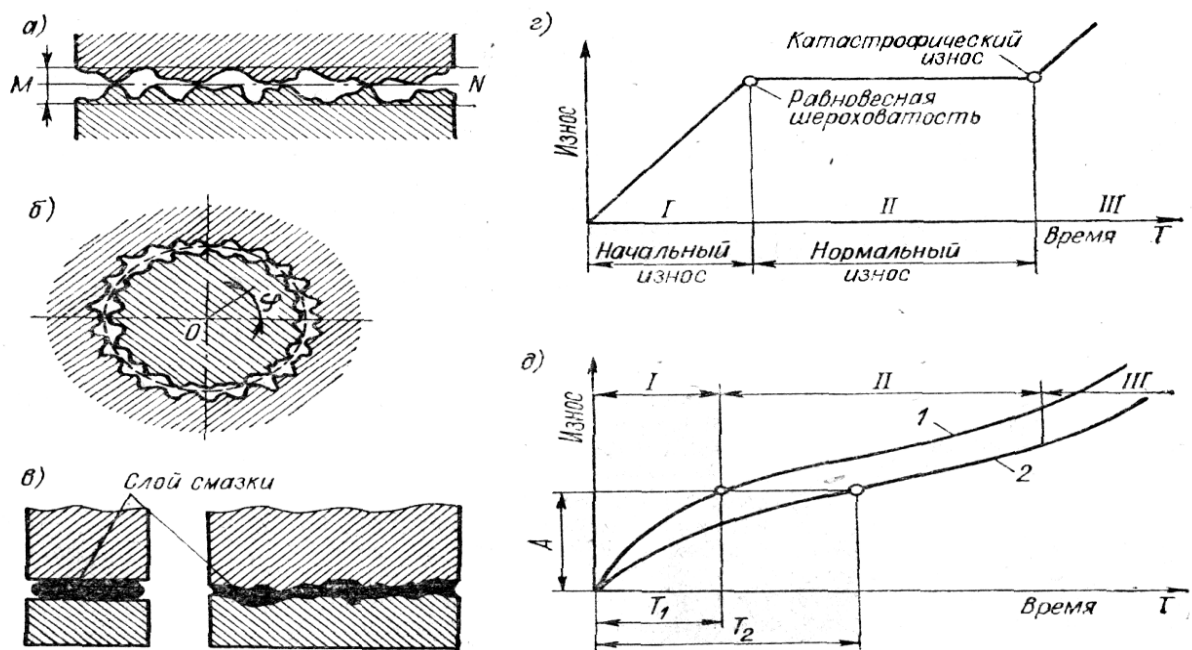 а)
М
N
б)
О
φ
в)
Слой смазки
г)
Износ
Катастрофический
износ
Равновесная
шероховатость
I
II
III
Время
T
Начальный
износ
Нормальный
износ
д)
Износ
I
II
III
1
2
A
T₁
T₂
Время
T